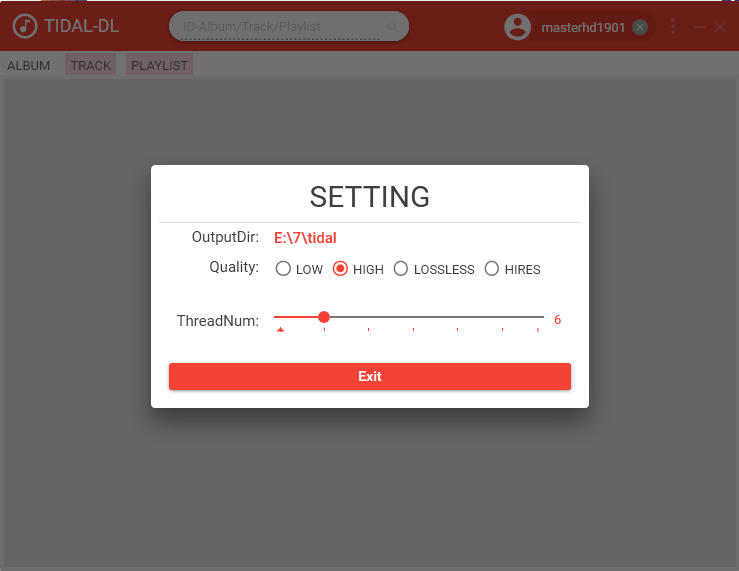 TIDAL-DL
ID-Album/Track/Playlist
masterhd1901
ALBUM TRACK PLAYLIST
SETTING
OutputDir: E:\7\tidal
Quality: LOW HIGH LOSSLESS HIRES
ThreadNum: 6
Exit